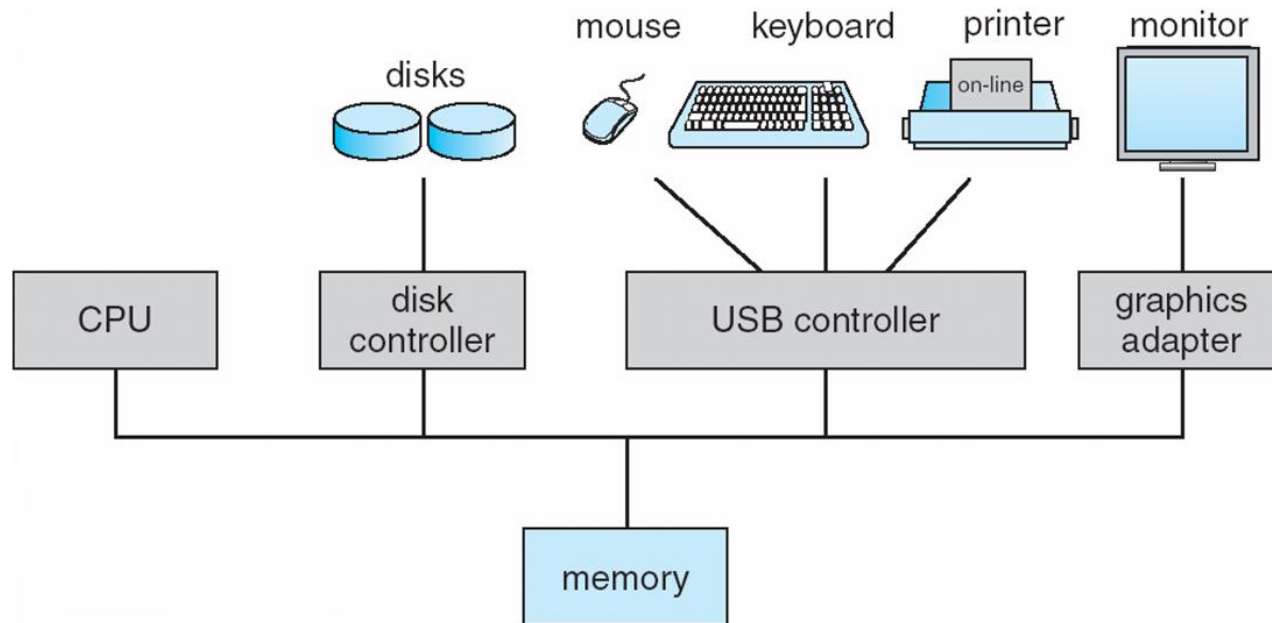 mouse
keyboard
printer
monitor
disks
on-line
CPU
disk
controller
USB controller
graphics
adapter
memory